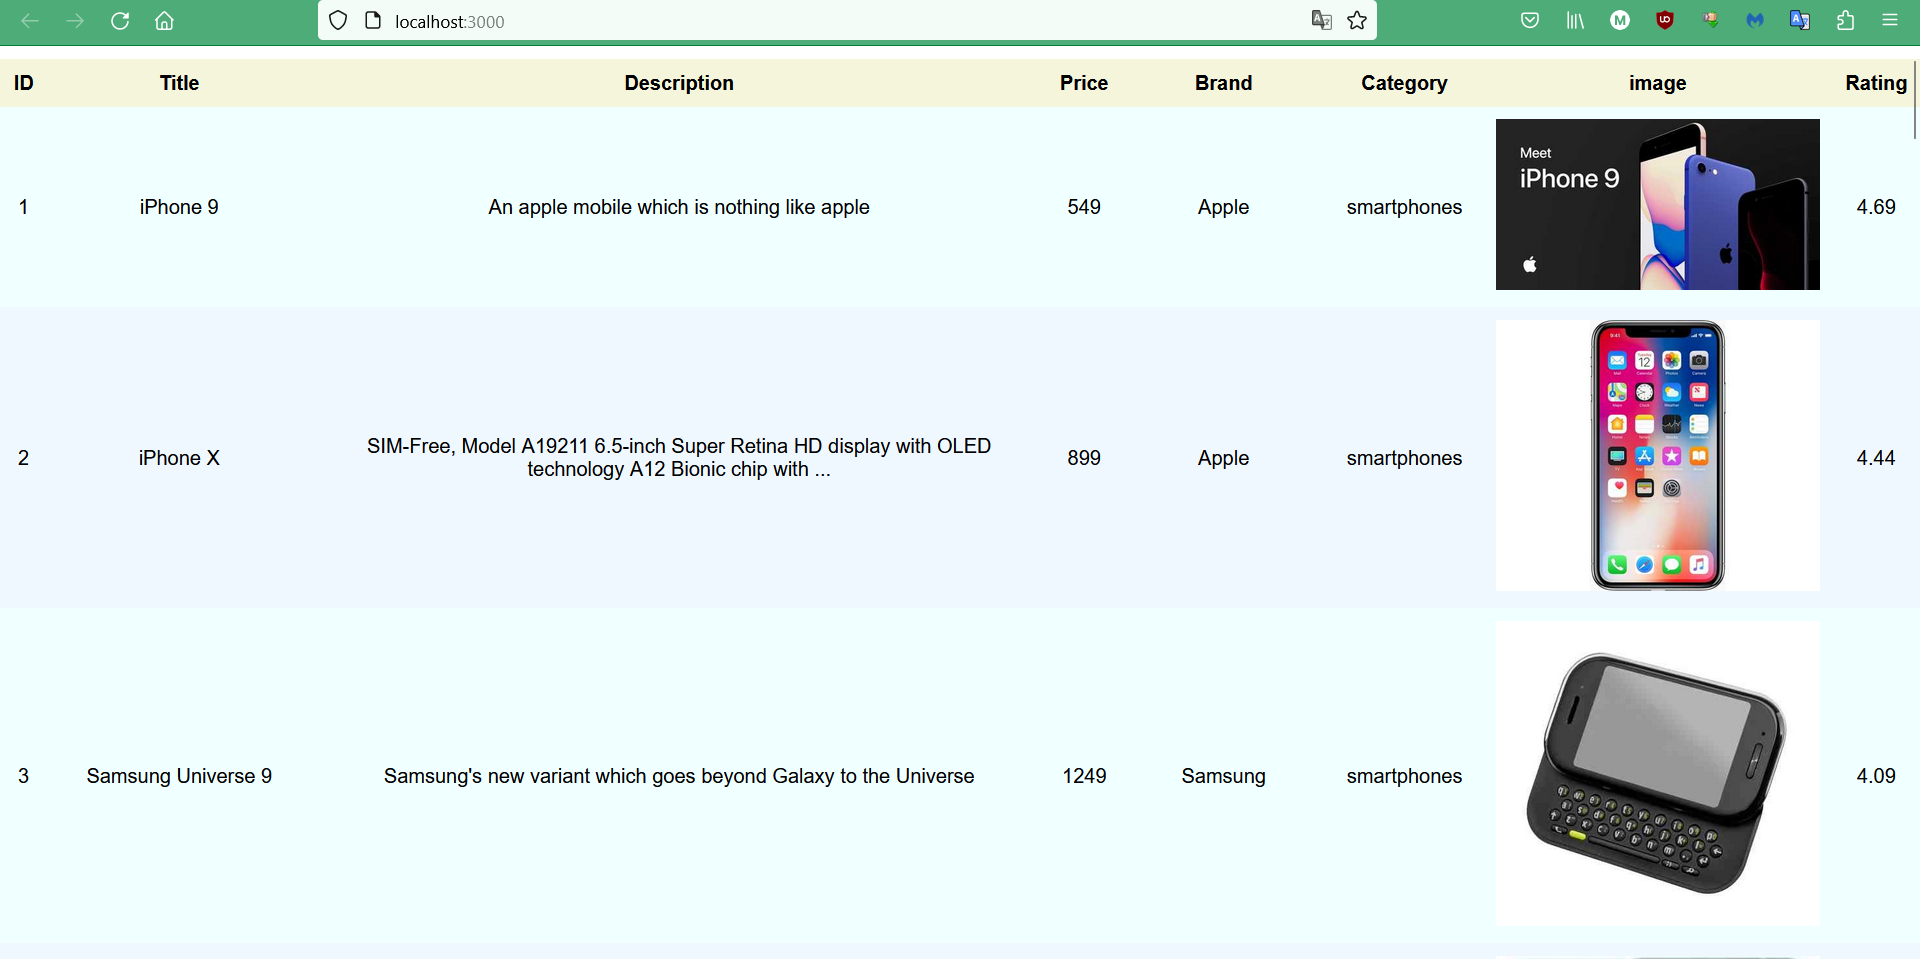 localhost:3000
ID Title Description Price Brand Category image Rating
1 iPhone 9 An apple mobile which is nothing like apple 549 Apple smartphones 4.69
Meet
iPhone 9
2 iPhone X SIM-Free, Model A19211 6.5-inch Super Retina HD display with OLED
technology A12 Bionic chip with ... 899 Apple smartphones 4.44
3 Samsung Universe 9 Samsung's new variant which goes beyond Galaxy to the Universe 1249 Samsung smartphones 4.09